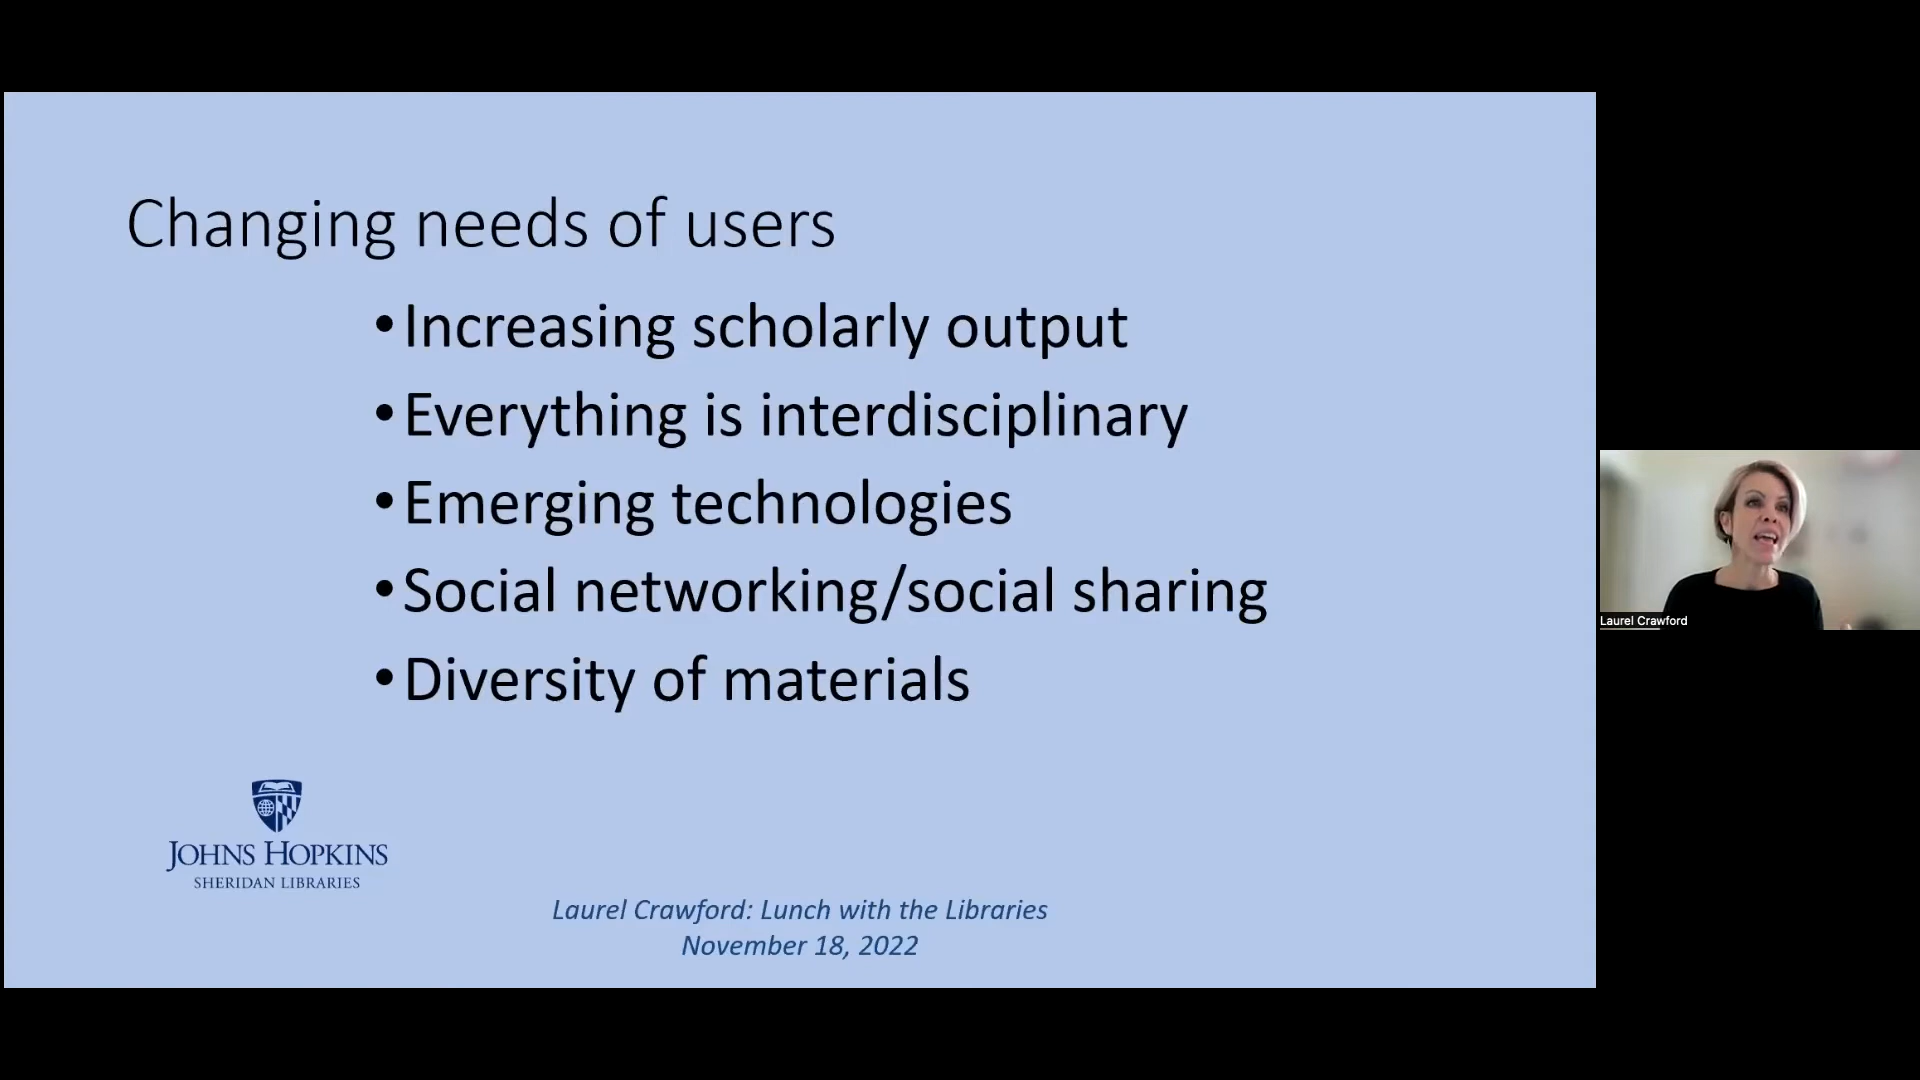 Changing needs of users
•Increasing scholarly output
•Everything is interdisciplinary
•Emerging technologies
•Social networking/social sharing
•Diversity of materials
JOHNS HOPKINS
SHERIDAN LIBRARIES
Laurel Crawford: Lunch with the Libraries
November 18, 2022
Laurel Crawford